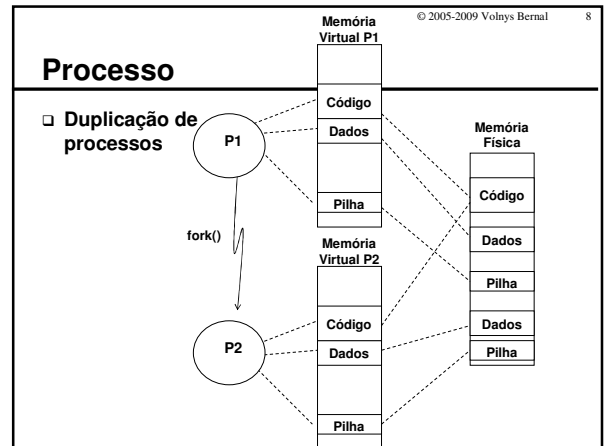 © 2005-2009 Volnys Bernal 8
Processo
❑ Duplicação de
processos
Memória
Virtual P1
Código
Dados
Pilha
P1
fork()
P2
Memória
Virtual P2
Código
Dados
Pilha
Memória
Física
Código
Dados
Pilha
Dados
Pilha